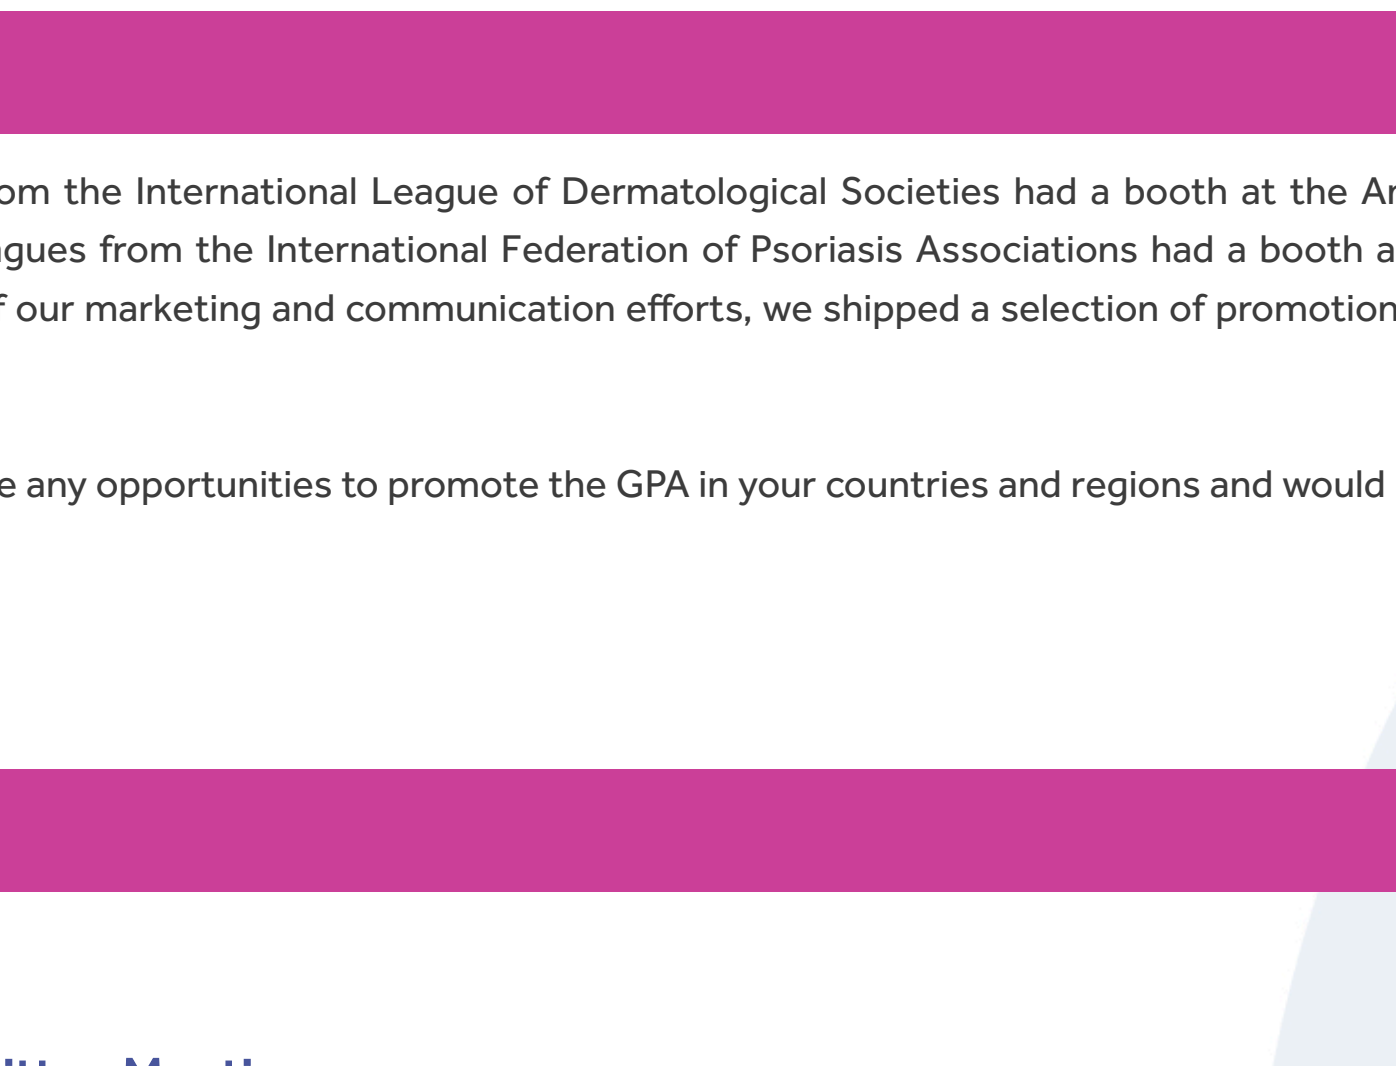 om the International League of Dermatological Societies had a booth at the Ar
gues from the International Federation of Psoriasis Associations had a booth a
f our marketing and communication efforts, we shipped a selection of promotion
e any opportunities to promote the GPA in your countries and regions and would